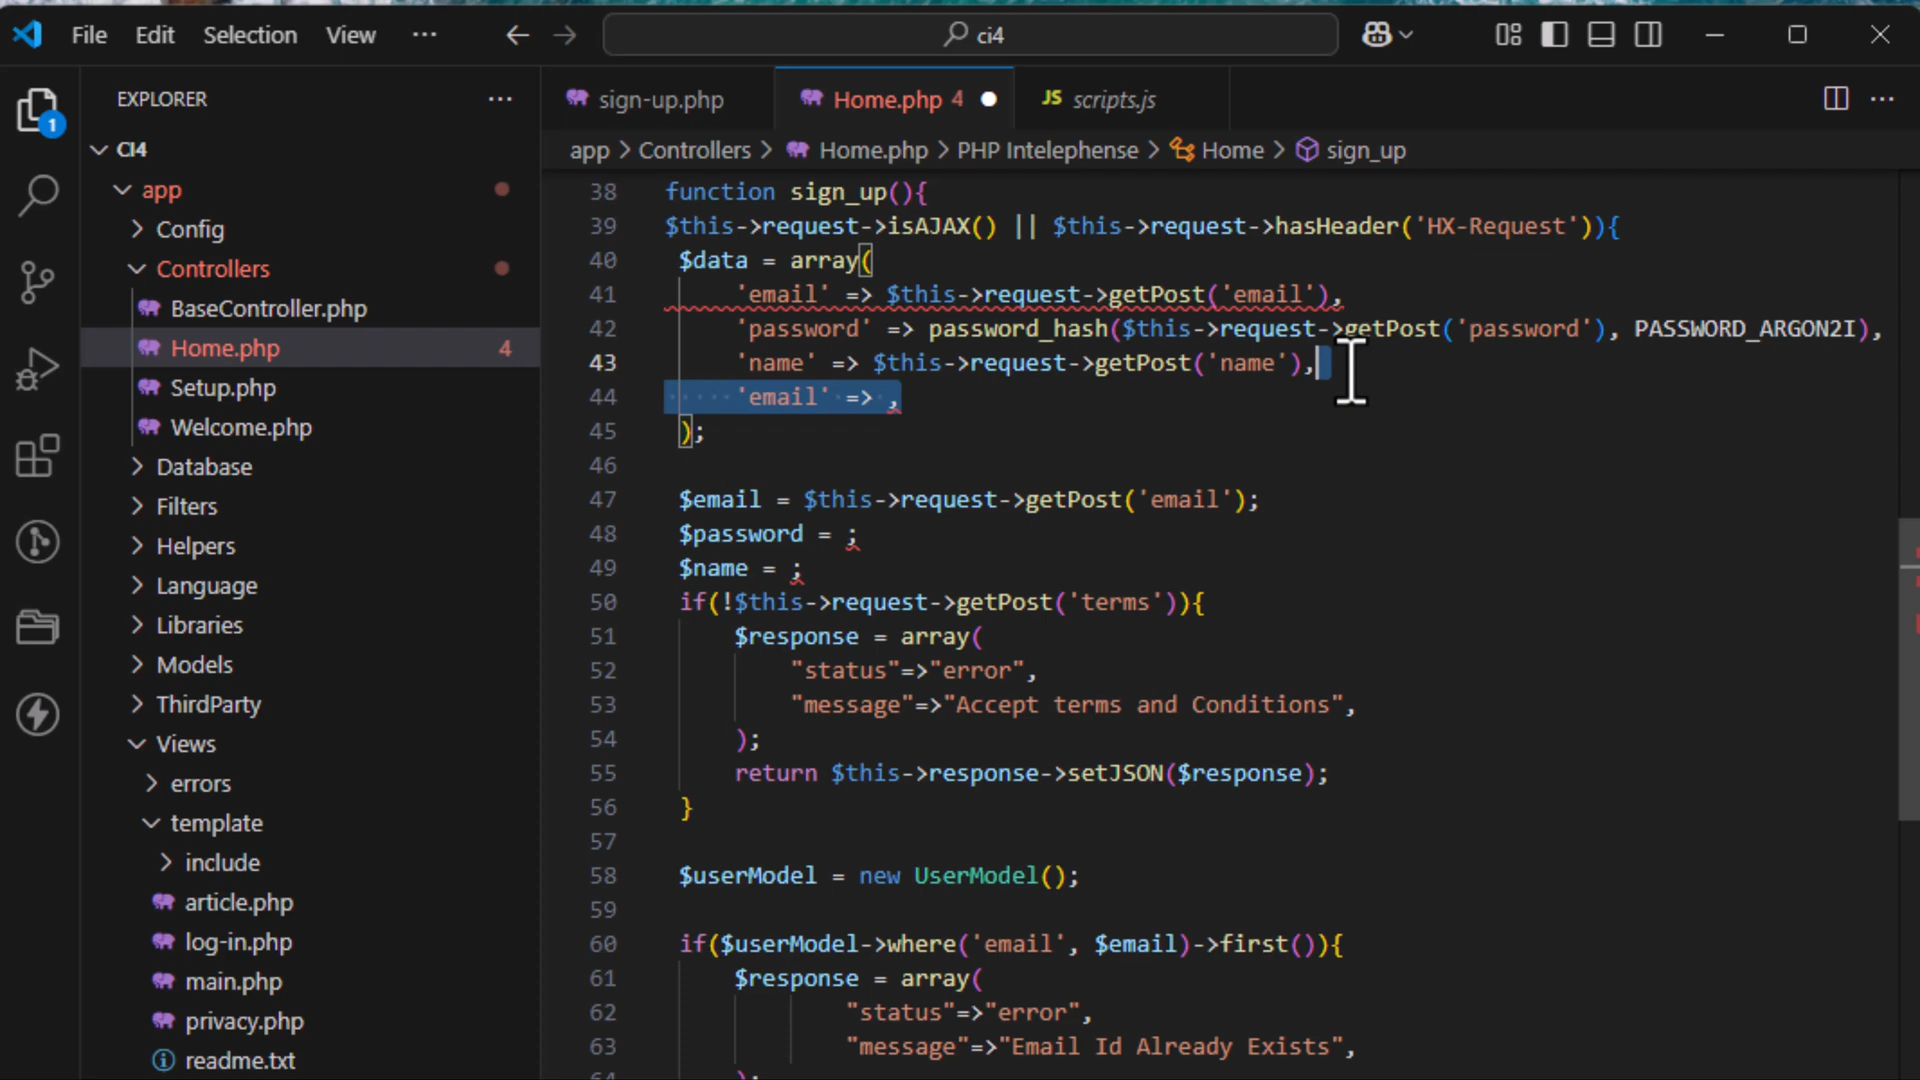 File Edit Selection View ··· ci4
EXPLORER ···
sign-up.php Home.php 4 scripts.js ···
app > Controllers > Home.php > PHP Intelephense > Home > sign_up
1
CI4
app
Config
Controllers
BaseController.php
Home.php 4
Setup.php
Welcome.php
Database
Filters
Helpers
Language
Libraries
Models
ThirdParty
Views
errors
template
include
article.php
log-in.php
main.php
privacy.php
readme.txt
38 function sign_up(){
39 $this->request->isAJAX() || $this->request->hasHeader('HX-Request')){
40 $data = array(
41 'email' => $this->request->getPost('email'),
42 'password' => password_hash($this->request->getPost('password'), PASSWORD_ARGON2I),
43 'name' => $this->request->getPost('name'),
44 'email' => ,
45 );
46
47 $email = $this->request->getPost('email');
48 $password = ;
49 $name = ;
50 if(!$this->request->getPost('terms')){
51 $response = array(
52 "status"=>"error",
53 "message"=>"Accept terms and Conditions",
54 );
55 return $this->response->setJSON($response);
56 }
57
58 $userModel = new UserModel();
59
60 if($userModel->where('email', $email)->first()){
61 $response = array(
62 "status"=>"error",
63 "message"=>"Email Id Already Exists",
64 );